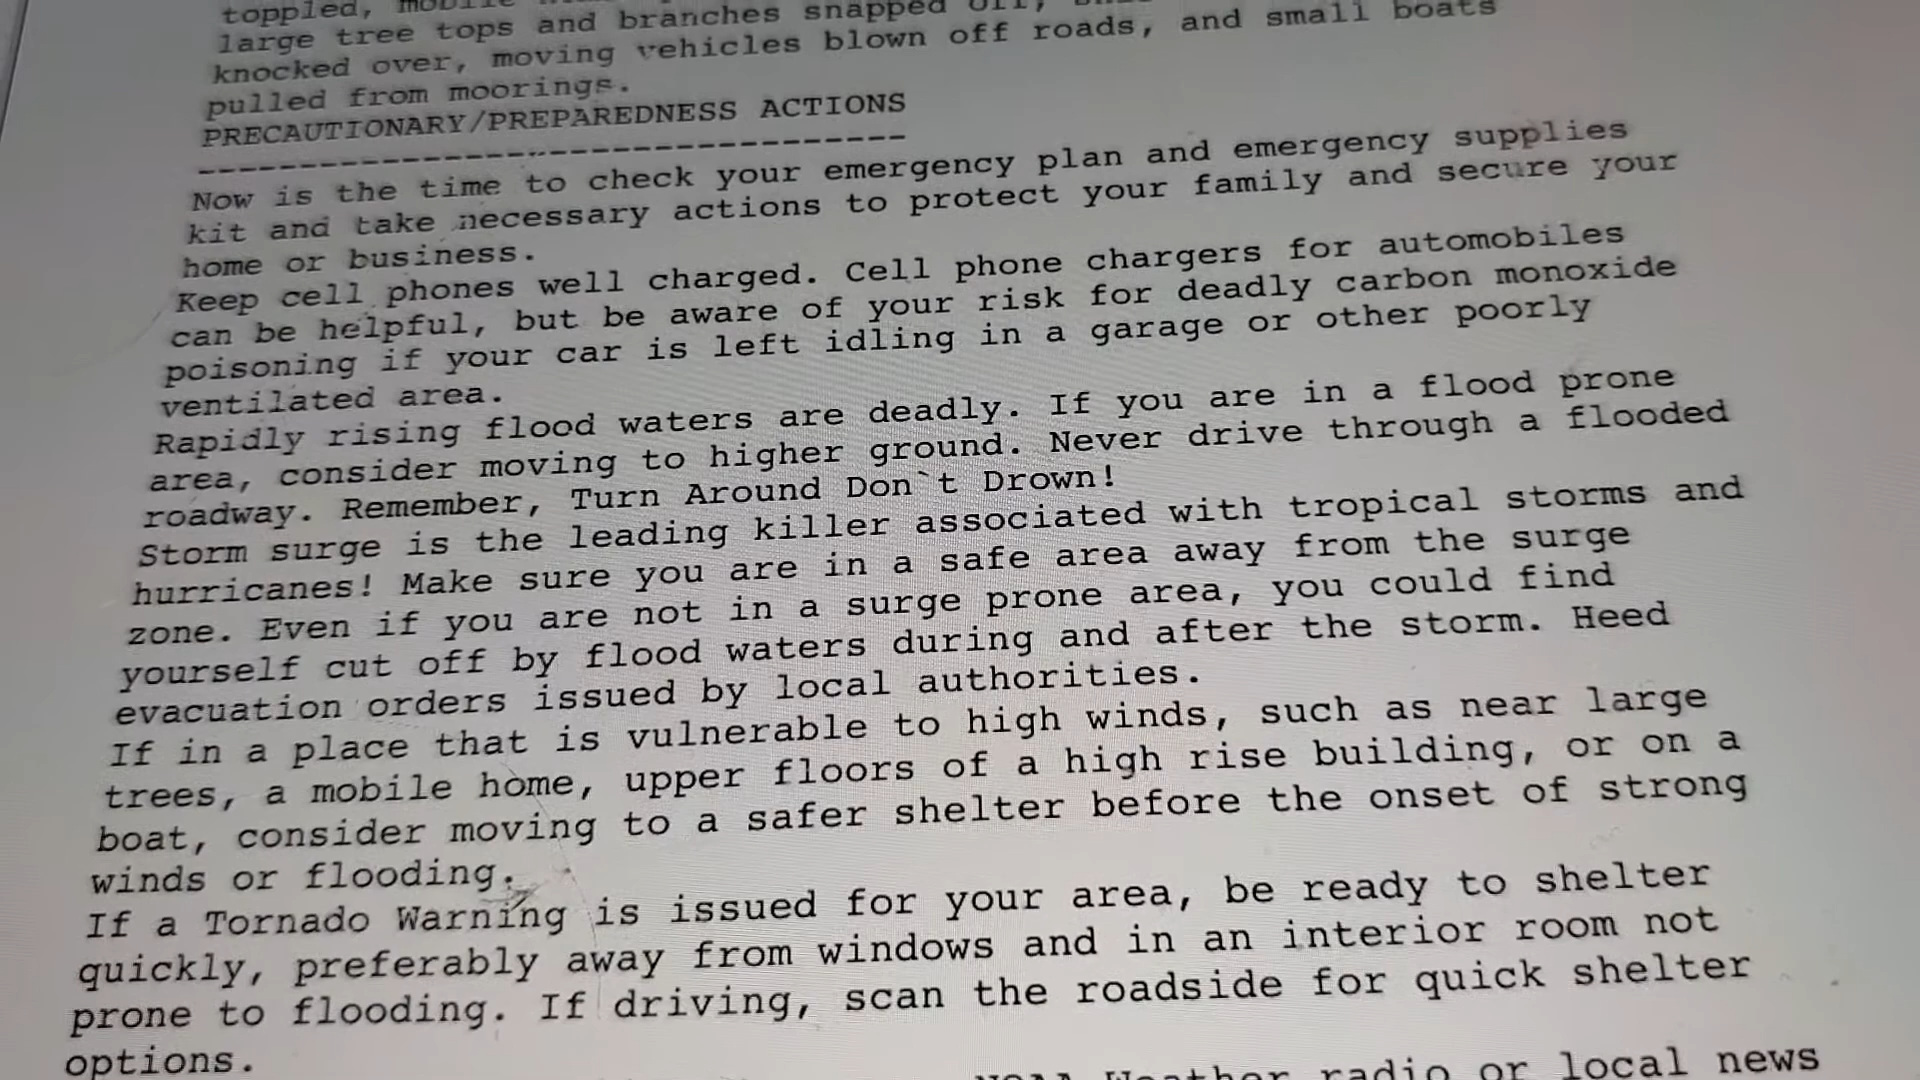 toppled,
large tree tops and branches snapped off,
knocked over, moving vehicles blown off roads, and small boats
pulled from moorings.
PRECAUTIONARY/PREPAREDNESS ACTIONS
-----------------------------------
Now is the time to check your emergency plan and emergency supplies
kit and take necessary actions to protect your family and secure your
home or business.
Keep cell phones well charged. Cell phone chargers for automobiles
can be helpful, but be aware of your risk for deadly carbon monoxide
poisoning if your car is left idling in a garage or other poorly
ventilated area.
Rapidly rising flood waters are deadly. If you are in a flood prone
area, consider moving to higher ground. Never drive through a flooded
roadway. Remember, Turn Around Don`t Drown!
Storm surge is the leading killer associated with tropical storms and
hurricanes! Make sure you are in a safe area away from the surge
zone. Even if you are not in a surge prone area, you could find
yourself cut off by flood waters during and after the storm. Heed
evacuation orders issued by local authorities.
If in a place that is vulnerable to high winds, such as near large
trees, a mobile home, upper floors of a high rise building, or on a
boat, consider moving to a safer shelter before the onset of strong
winds or flooding.
If a Tornado Warning is issued for your area, be ready to shelter
quickly, preferably away from windows and in an interior room not
prone to flooding. If driving, scan the roadside for quick shelter
options.
NOAA Weather radio or local news